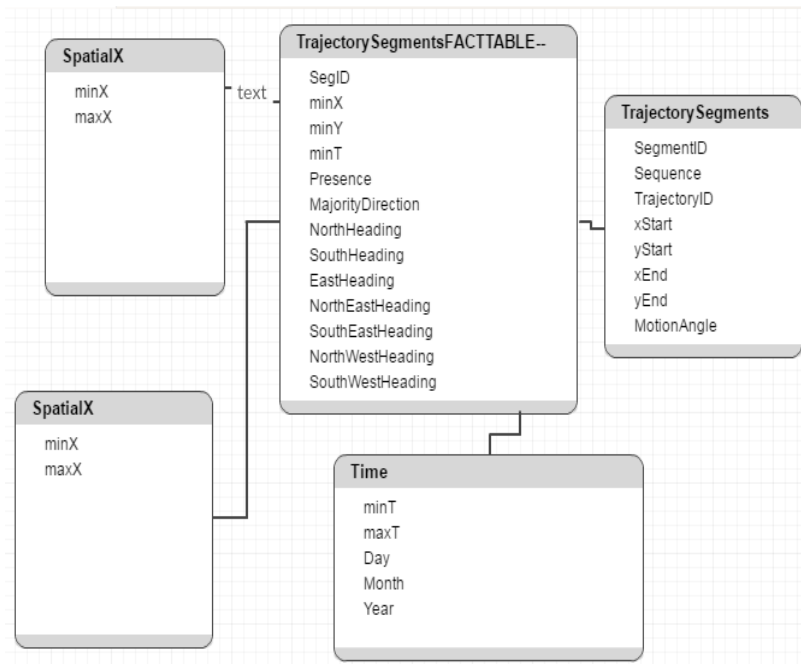 SpatialX
minX
maxX
text
TrajectorySegmentsFACTTABLE--
SegID
minX
minY
minT
Presence
MajorityDirection
NorthHeading
SouthHeading
EastHeading
NorthEastHeading
SouthEastHeading
NorthWestHeading
SouthWestHeading
TrajectorySegments
SegmentID
Sequence
TrajectoryID
xStart
yStart
xEnd
yEnd
MotionAngle
SpatialX
minX
maxX
Time
minT
maxT
Day
Month
Year